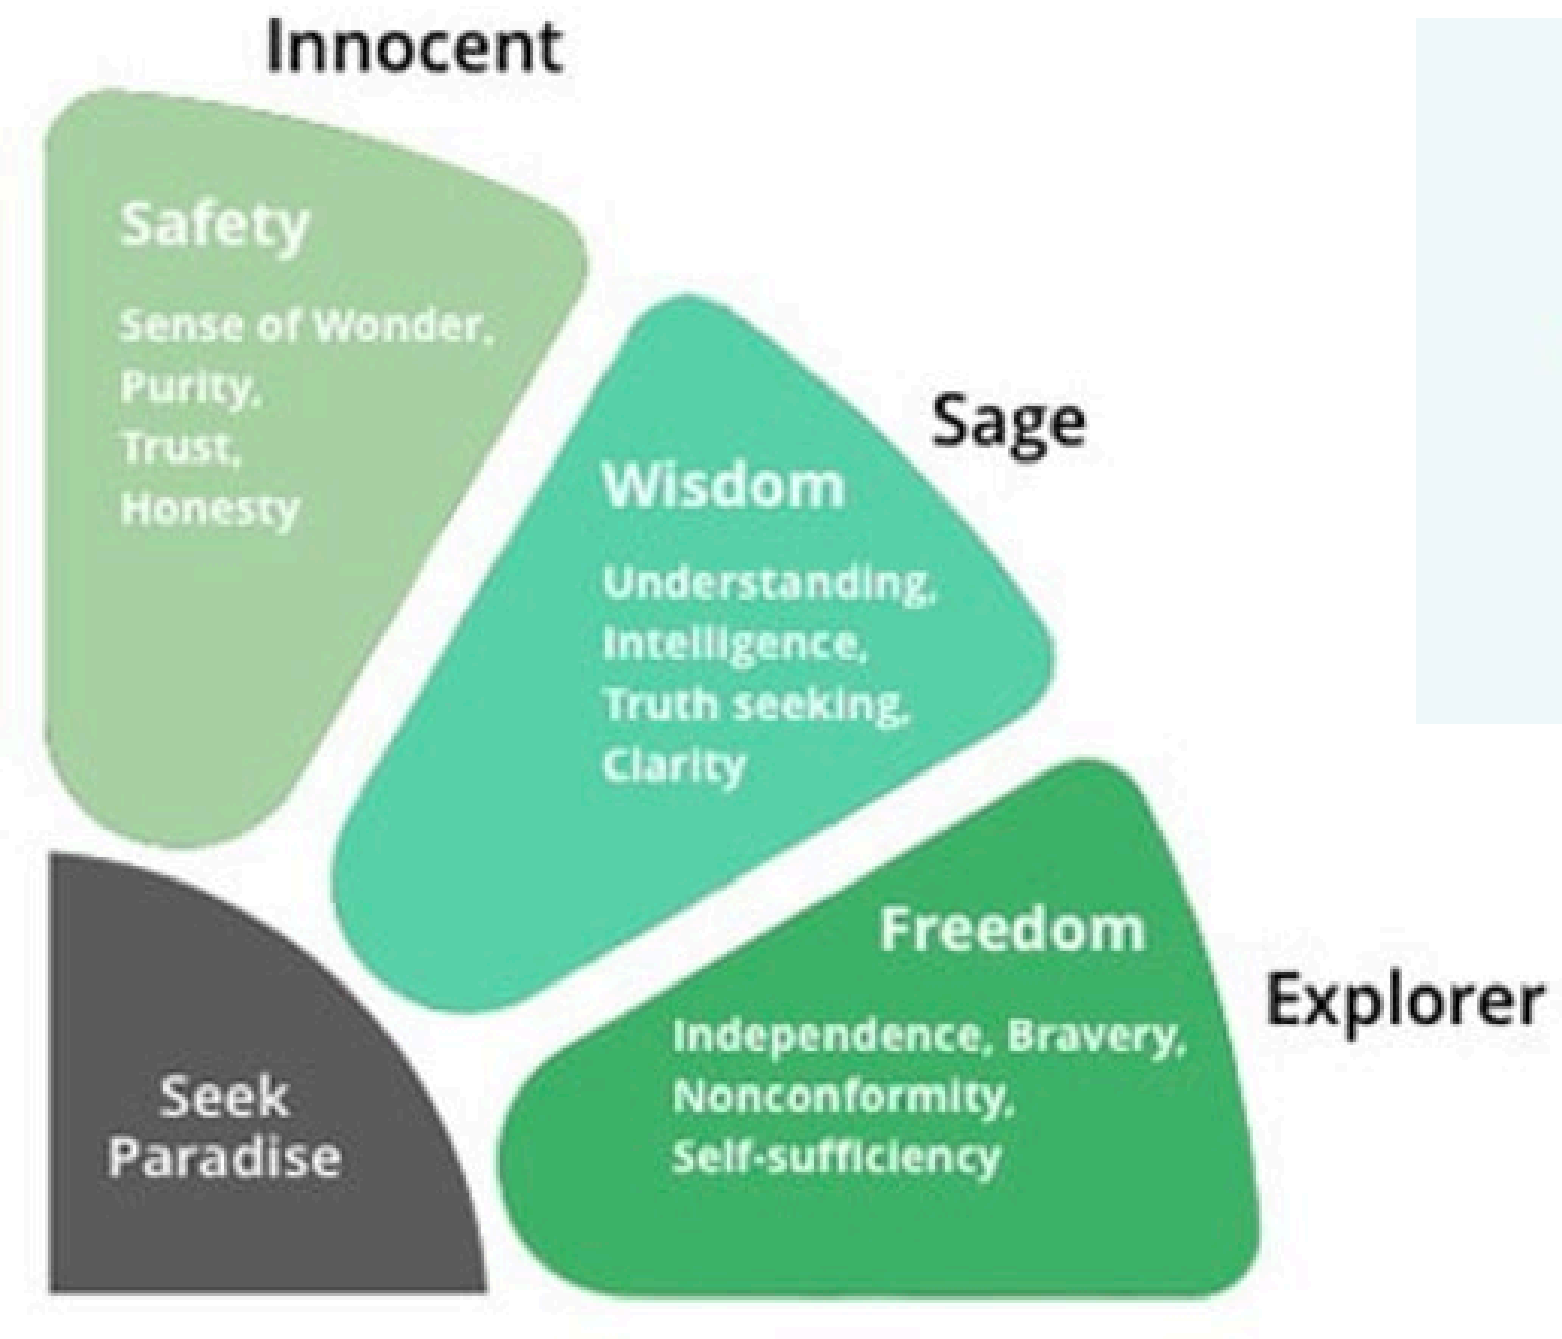 Innocent
Safety
Sense of Wonder,
Purity,
Trust,
Honesty
Sage
Wisdom
Understanding,
Intelligence,
Truth seeking,
Clarity
Explorer
Freedom
Independence, Bravery,
Nonconformity,
Self-sufficiency
Seek
Paradise